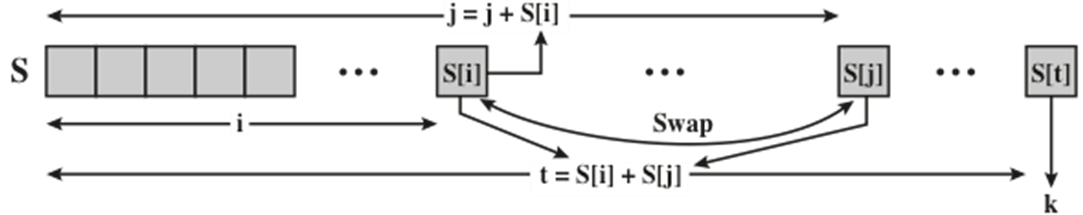 j = j + S[i]
S
...
S[i]
...
S[j]
...
S[t]
i
Swap
t = S[i] + S[j]
k